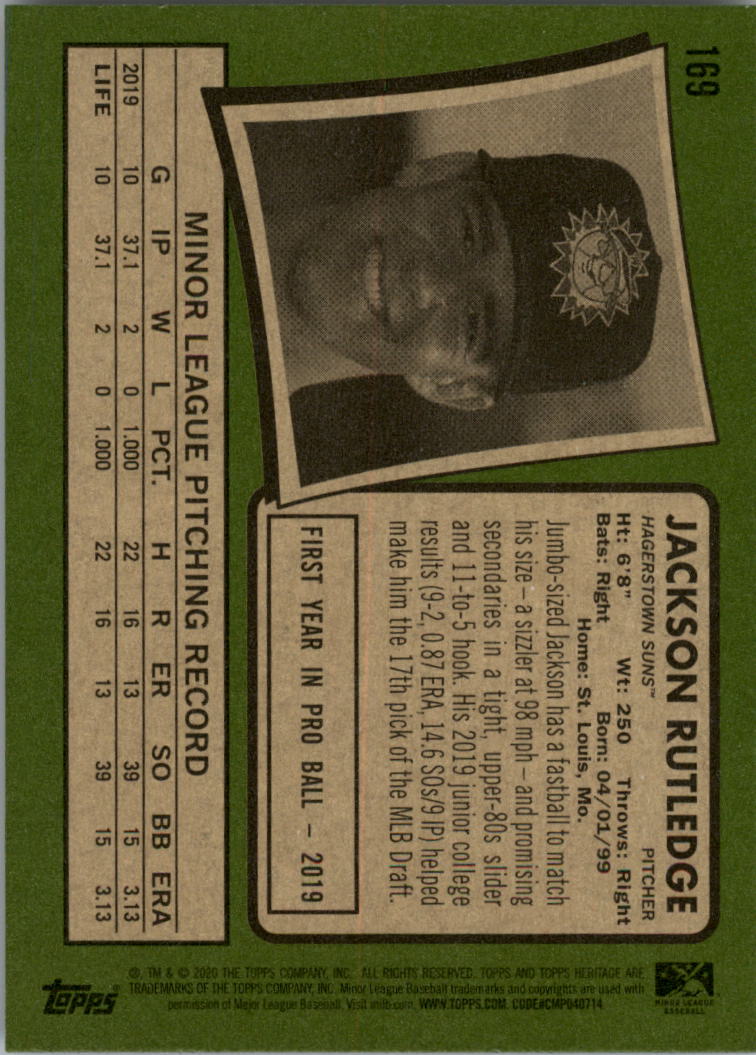 169
JACKSON RUTLEDGE
HAGERSTOWN SUNS™ PITCHER
Ht: 6'8" Wt: 250 Throws: Right
Bats: Right Born: 04/01/99
Home: St. Louis, Mo.
Jumbo-sized Jackson has a fastball to match
his size – a sizzler at 98 mph – and promising
secondaries in a tight, upper-80s slider
and 11-to-5 hook. His 2019 junior college
results (9-2, 0.87 ERA, 14.6 SOs/9 IP) helped
make him the 17th pick of the MLB Draft.
FIRST YEAR IN PRO BALL – 2019
MINOR LEAGUE PITCHING RECORD
G IP W L PCT. H R ER SO BB ERA
2019 10 37.1 2 0 1.000 22 16 13 39 15 3.13
LIFE 10 37.1 2 0 1.000 22 16 13 39 15 3.13
®, TM & © 2020 THE TOPPS COMPANY, INC. ALL RIGHTS RESERVED. TOPPS AND TOPPS HERITAGE ARE
TRADEMARKS OF THE TOPPS COMPANY, INC. Minor League Baseball trademarks and copyrights are used with
permission of Major League Baseball. Visit milb.com. WWW.TOPPS.COM. CODE#CMP040714
MINOR LEAGUE
BASEBALL
topps